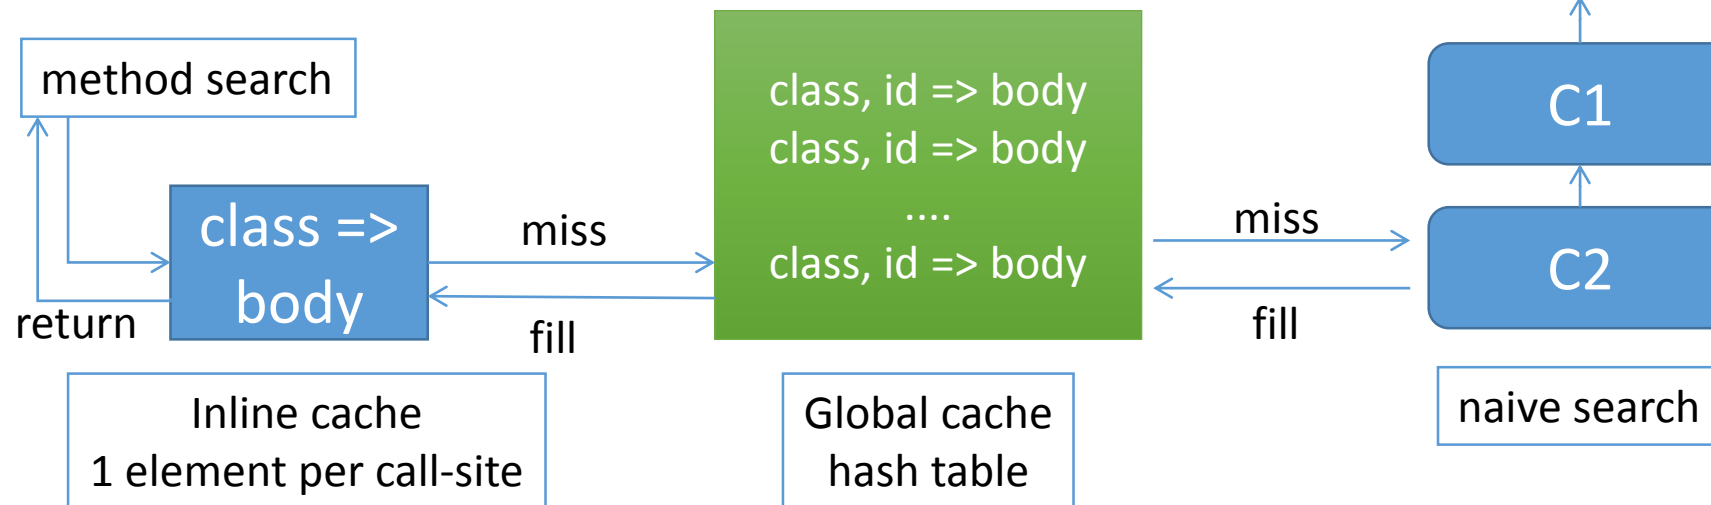 method search
return
class =>
body
miss
fill
Inline cache
1 element per call-site
class, id => body
class, id => body
....
class, id => body
Global cache
hash table
miss
fill
C1
C2
naive search